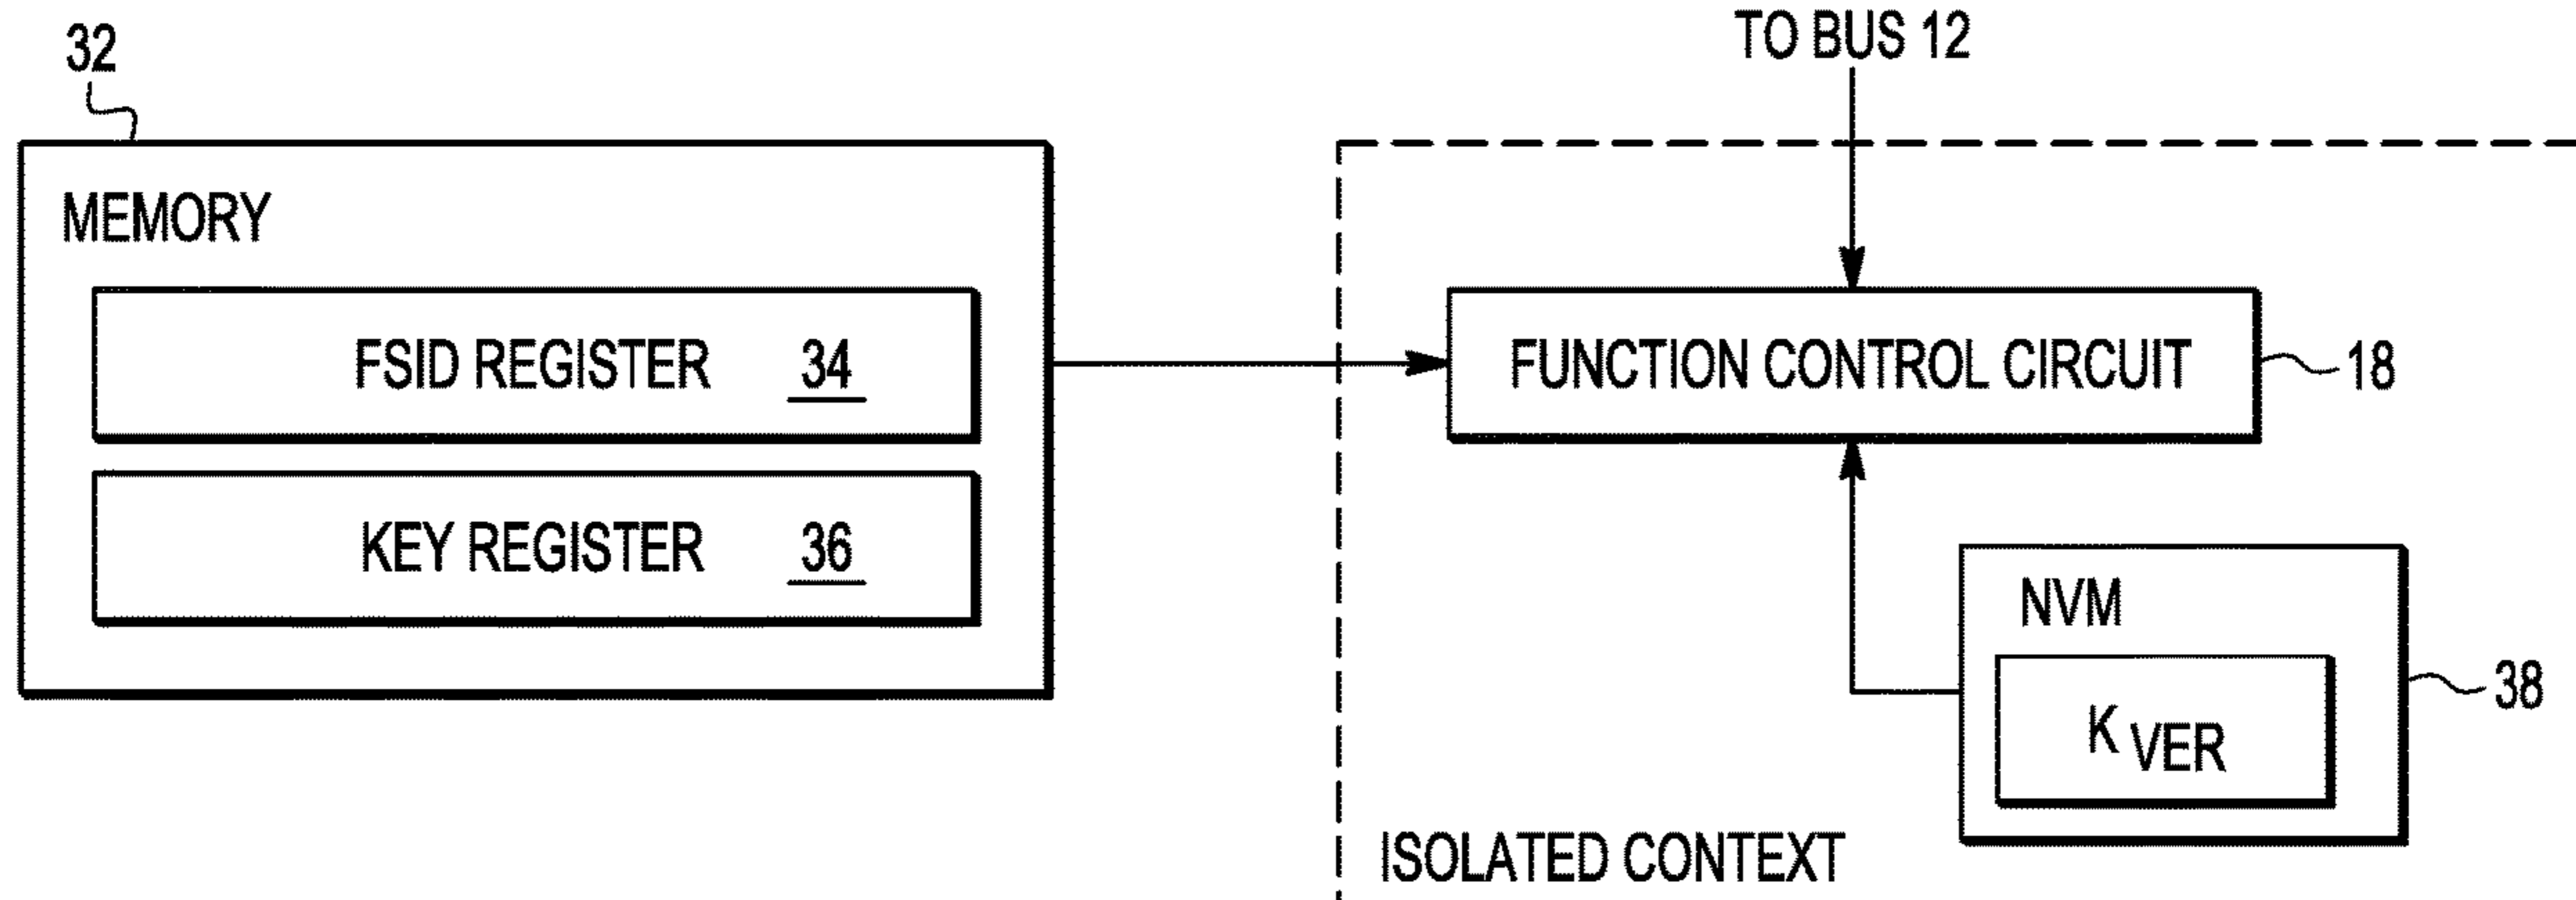 32
TO BUS 12
MEMORY
FSID REGISTER 34
FUNCTION CONTROL CIRCUIT
18
KEY REGISTER 36
NVM
K VER
38
ISOLATED CONTEXT